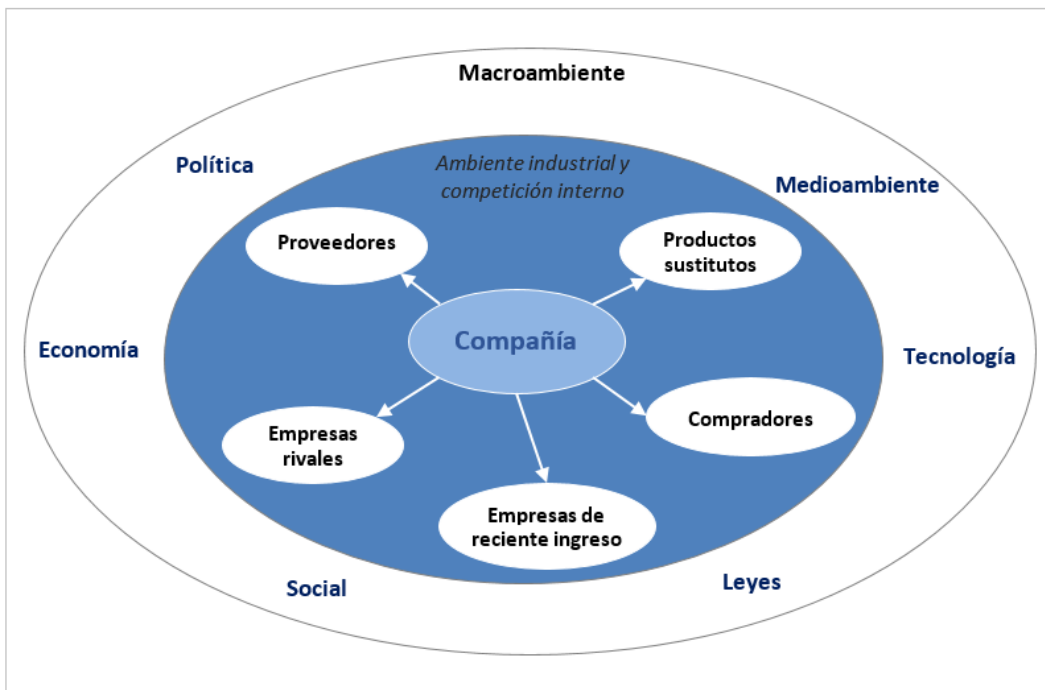 Macroambiente
Política
Ambiente industrial y
competición interno
Medioambiente
Proveedores
Productos
sustitutos
Compañía
Economía
Tecnología
Empresas
rivales
Compradores
Empresas de
reciente ingreso
Social
Leyes